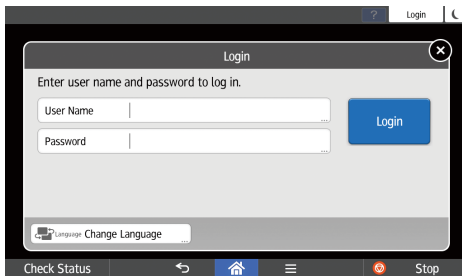 ? Login
Login
Enter user name and password to log in.
User Name ...
Login
Password ...
Language Change Language ...
Check Status
Stop